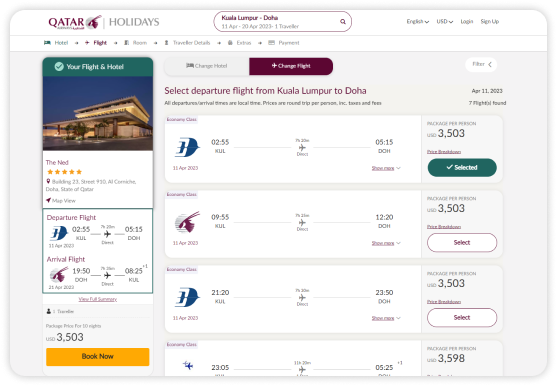 QATAR AIRWAYS HOLIDAYS
Kuala Lumpur - Doha
11 Apr - 20 Apr 2023- 1 Traveller
English USD Login Sign Up
Hotel Flight Room Traveller Details Extras Payment
Your Flight & Hotel
Change Hotel Change Flight
Filter
Select departure flight from Kuala Lumpur to Doha Apr 11, 2023
All departures/arrival times are local time. Prices are round trip per person, inc. taxes and fees 7 Flight(s) found
The Ned
Building 23, Street 910, Al Corniche,
Doha, State of Qatar
Map View
Departure Flight
02:55 7h 20m 05:15
KUL Direct DOH
11 Apr 2023
Arrival Flight
19:50 08:25 +1
DOH Direct KUL
21 Apr 2023
View Full Summary
1 Traveller
Package Price For 10 nights
USD 3,503
Book Now
Economy Class
02:55 7h 20m 05:15
KUL Direct DOH
11 Apr 2023 Show more
PACKAGE PER PERSON
USD 3,503
Price Breakdown
Selected
Economy Class
09:55 7h 25m 12:20
KUL Direct DOH
11 Apr 2023 Show more
PACKAGE PER PERSON
USD 3,503
Price Breakdown
Select
Economy Class
21:20 7h 30m 23:50
KUL Direct DOH
11 Apr 2023 Show more
PACKAGE PER PERSON
USD 3,503
Price Breakdown
Select
Economy Class
23:05 11h 20m 05:25 +1
PACKAGE PER PERSON
USD 3,598